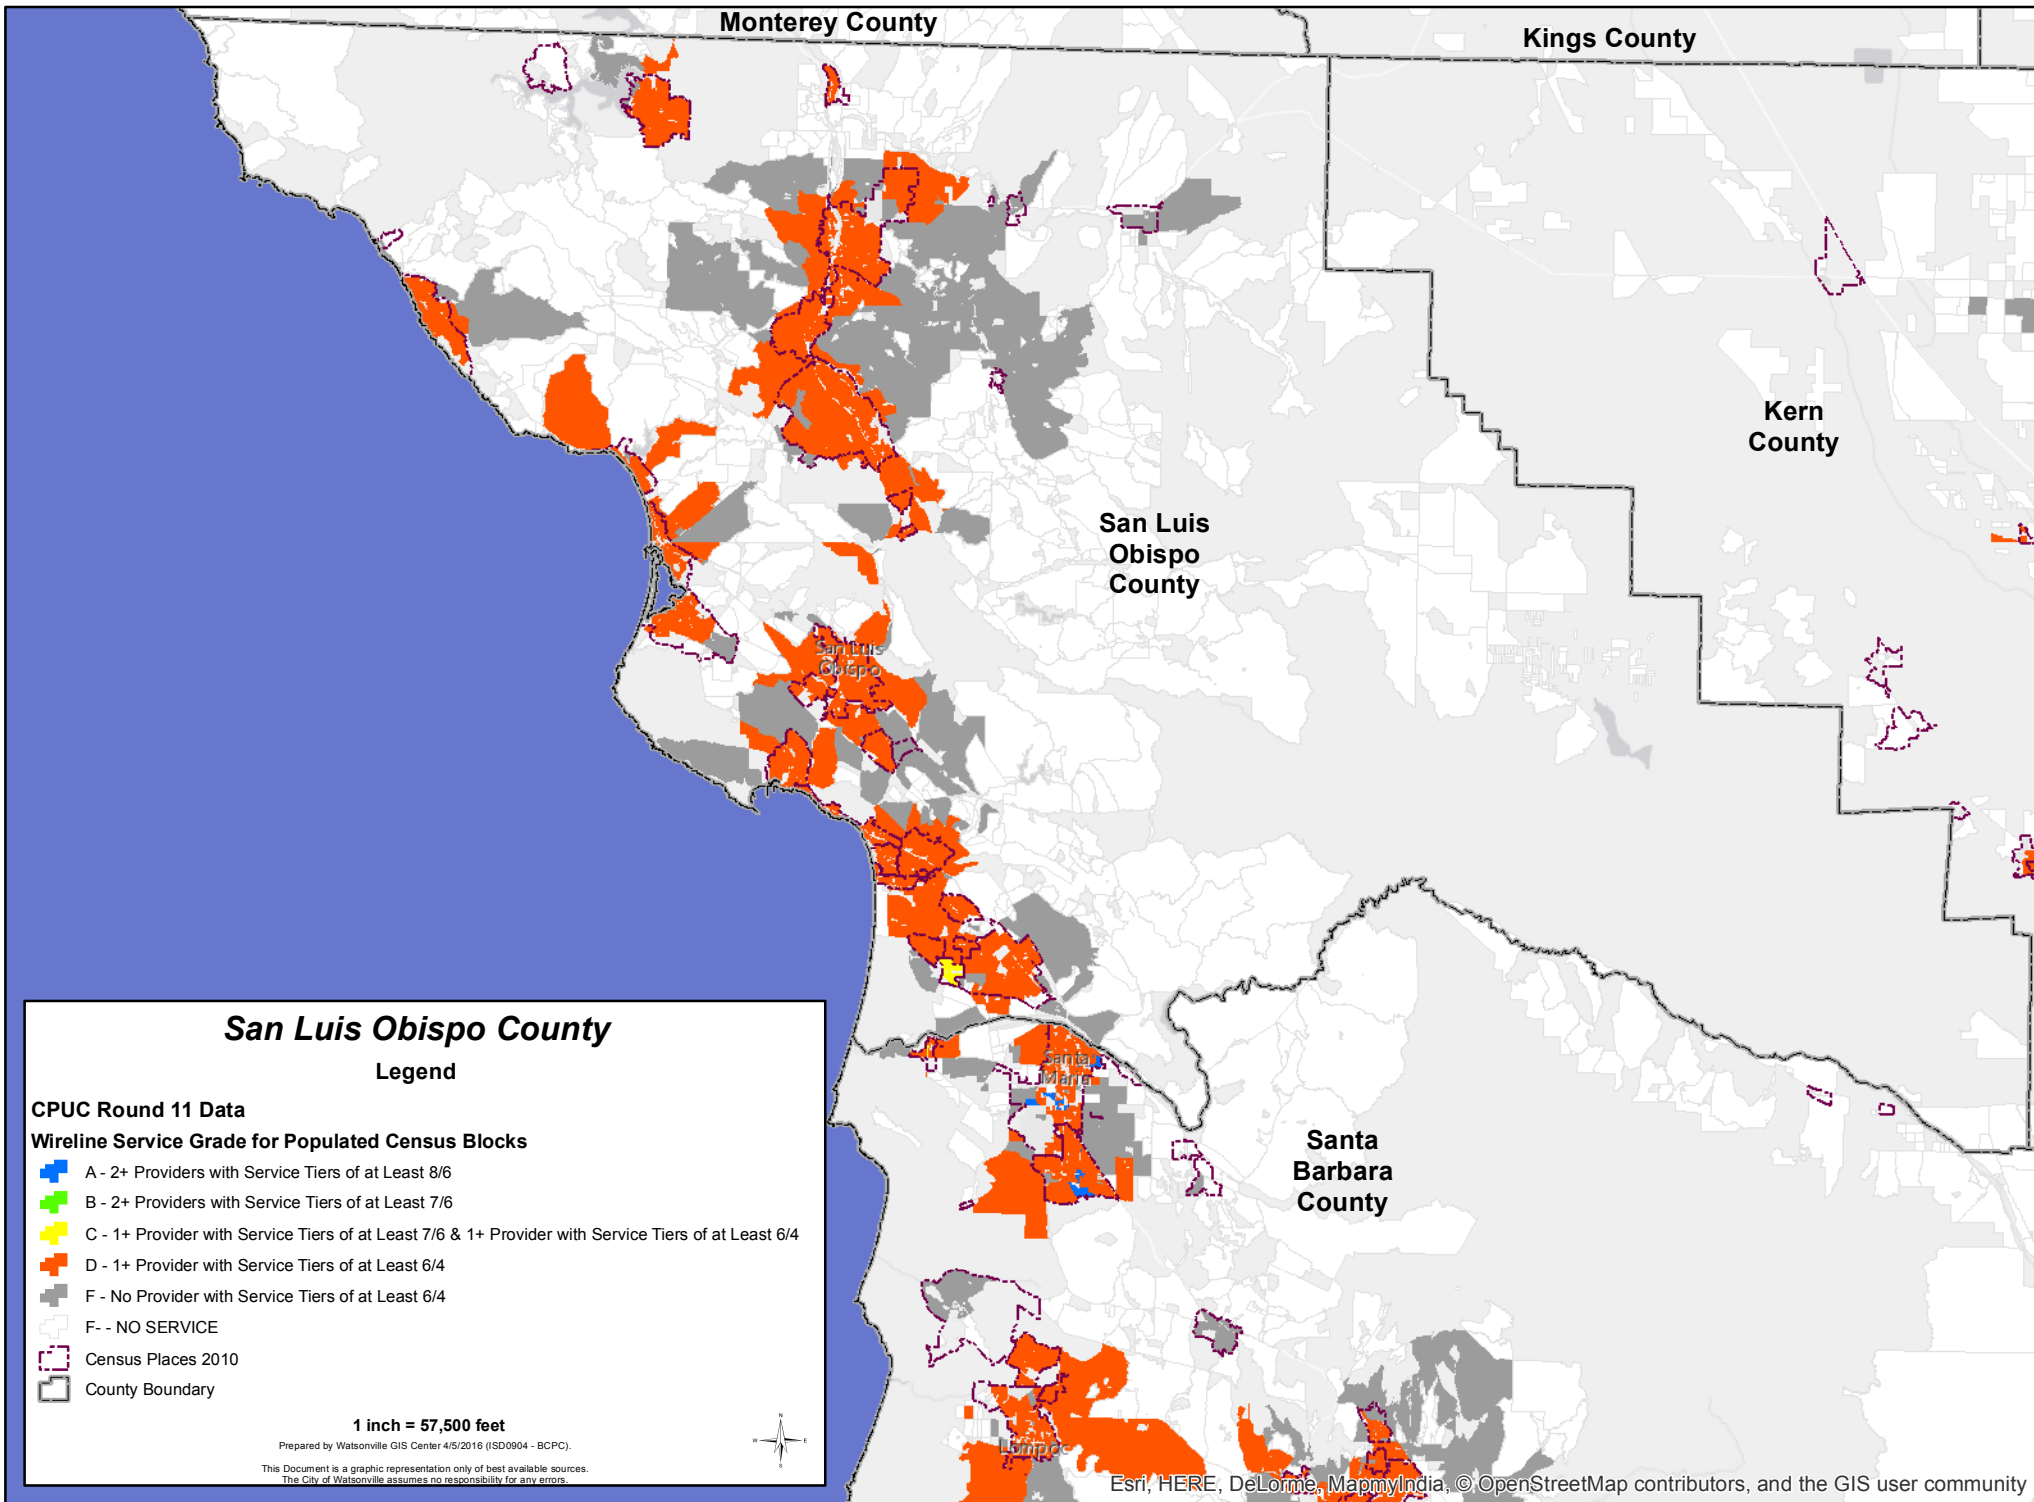 Monterey County
Kings County
Kern
County
San Luis
Obispo
County
San Luis
Obispo
Santa
Maria
Santa
Barbara
County
Lompoc
San Luis Obispo County
Legend
CPUC Round 11 Data
Wireline Service Grade for Populated Census Blocks
A - 2+ Providers with Service Tiers of at Least 8/6
B - 2+ Providers with Service Tiers of at Least 7/6
C - 1+ Provider with Service Tiers of at Least 7/6 & 1+ Provider with Service Tiers of at Least 6/4
D - 1+ Provider with Service Tiers of at Least 6/4
F - No Provider with Service Tiers of at Least 6/4
F- - NO SERVICE
Census Places 2010
County Boundary
1 inch = 57,500 feet
Prepared by Watsonville GIS Center 4/5/2016 (ISD0904 - BCPC).
This Document is a graphic representation only of best available sources.
The City of Watsonville assumes no responsibility for any errors.
N
W E
S
Esri, HERE, DeLorme, MapmyIndia, © OpenStreetMap contributors, and the GIS user community